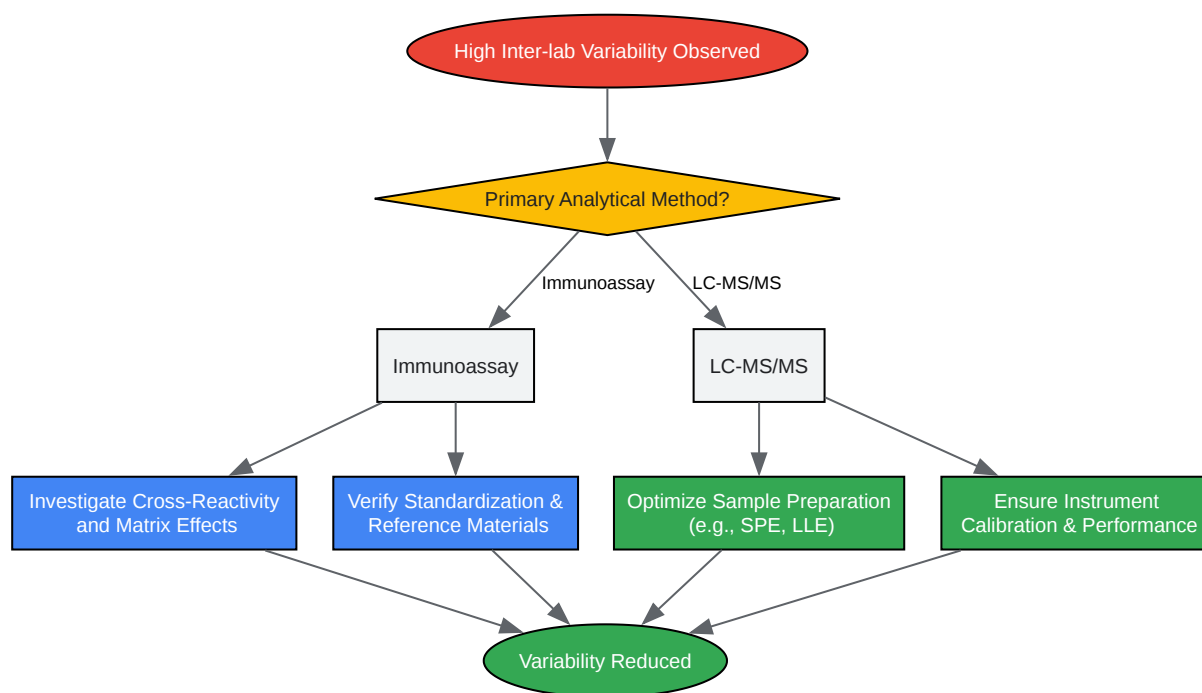 High Inter-lab Variability Observed
Primary Analytical Method?
Immunoassay
LC-MS/MS
Immunoassay
LC-MS/MS
Investigate Cross-Reactivity
and Matrix Effects
Verify Standardization &
Reference Materials
Optimize Sample Preparation
(e.g., SPE, LLE)
Ensure Instrument
Calibration & Performance
Variability Reduced